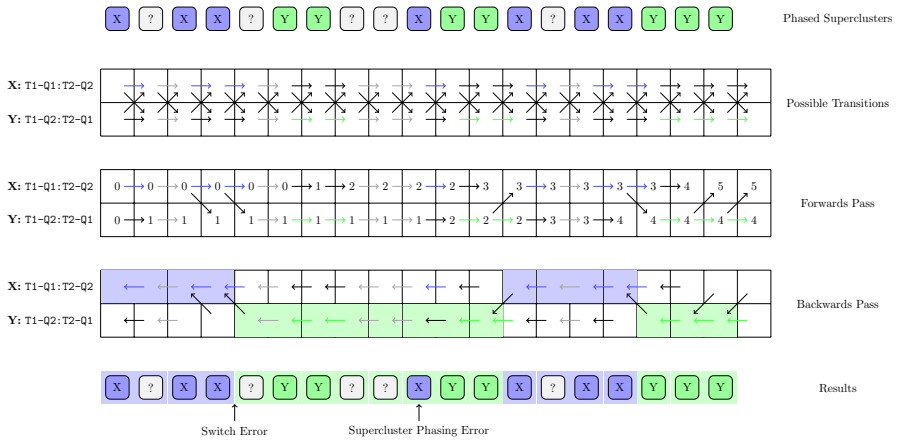 X ? X X ? Y Y ? ? X Y Y X ? X X Y Y Y Phased Superclusters
X: T1-Q1:T2-Q2
Possible Transitions
Y: T1-Q2:T2-Q1
X: T1-Q1:T2-Q2 0 0 0 0 0 0 1 2 2 2 2 3 3 3 3 3 3 4 5 5
Forwards Pass
Y: T1-Q2:T2-Q1 0 1 1 1 1 1 1 1 1 1 2 2 2 3 3 4 4 4 4 4
X: T1-Q1:T2-Q2
Backwards Pass
Y: T1-Q2:T2-Q1
X ? X X ? Y Y ? ? X Y Y X ? X X Y Y Y Results
Switch Error Supercluster Phasing Error